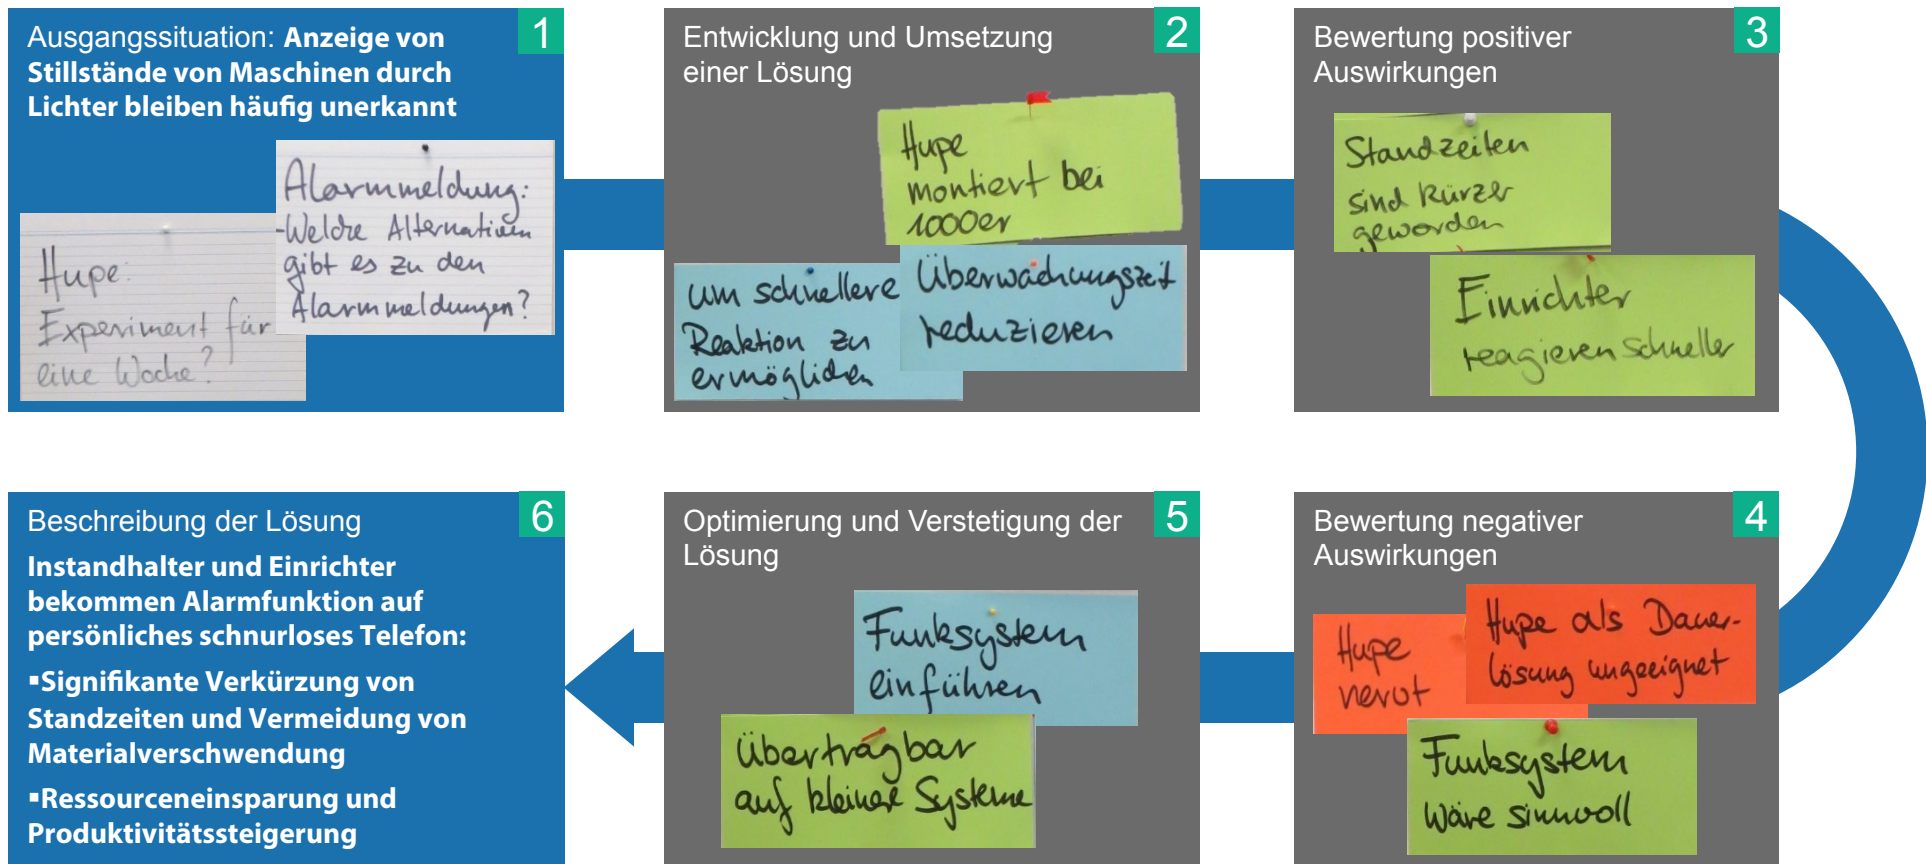 Ausgangssituation: Anzeige von
Stillstände von Maschinen durch
Lichter bleiben häufig unerkannt
1
Alarmmeldung:
-Welche Alternativen
gibt es zu den
Alarmmeldungen?
Hupe:
Experiment für
eine Woche?
Entwicklung und Umsetzung
einer Lösung
2
Hupe
montiert bei
1000er
um schnellere
Reaktion zu
ermöglichen
Überwachungszeit
reduzieren
Bewertung positiver
Auswirkungen
3
Standzeiten
sind kürzer
geworden
Einrichter
reagieren schneller
Bewertung negativer
Auswirkungen
4
Hupe
nervt
Hupe als Dauer-
lösung ungeeignet
Funksystem
wäre sinnvoll
Optimierung und Verstetigung der
Lösung
5
Funksystem
einführen
Übertragbar
auf kleinere Systeme
Beschreibung der Lösung
6
Instandhalter und Einrichter
bekommen Alarmfunktion auf
persönliches schnurloses Telefon:
▪Signifikante Verkürzung von
Standzeiten und Vermeidung von
Materialverschwendung
▪Ressourceneinsparung und
Produktivitätssteigerung